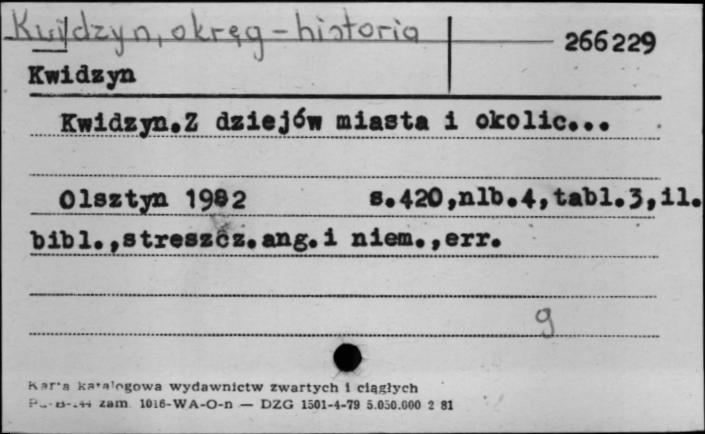 Kwidzyn, okręg - historia
266229
Kwidzyn
Kwidzyn.Z dziejów miasta i okolic...
Olsztyn 1982 s.420,nlb.4,tabl.3,il.
bibl.,streszcz.ang.i niem.,err.
g
Karta katalogowa wydawnictw zwartych i ciągłych
zam. 1016-WA-O-n — DZG 1501-4-79 5.050.000 2 81